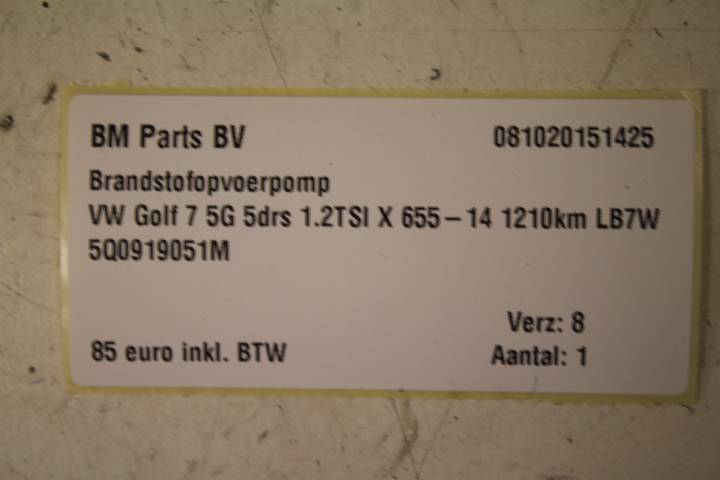 BM Parts BV 081020151425
Brandstofopvoerpomp
VW Golf 7 5G 5drs 1.2TSI X 655-14 1210km LB7W
5Q0919051M
Verz: 8
85 euro inkl. BTW Aantal: 1